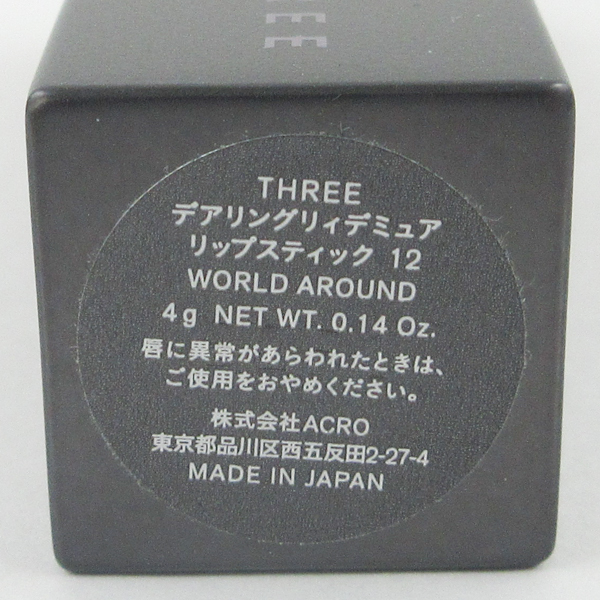 THREE
THREE
デアリングリィデミュア
リップスティック 12
WORLD AROUND
4g NET WT. 0.14 Oz.
唇に異常があらわれたときは、
ご使用をおやめください。
株式会社ACRO
東京都品川区西五反田2-27-4
MADE IN JAPAN